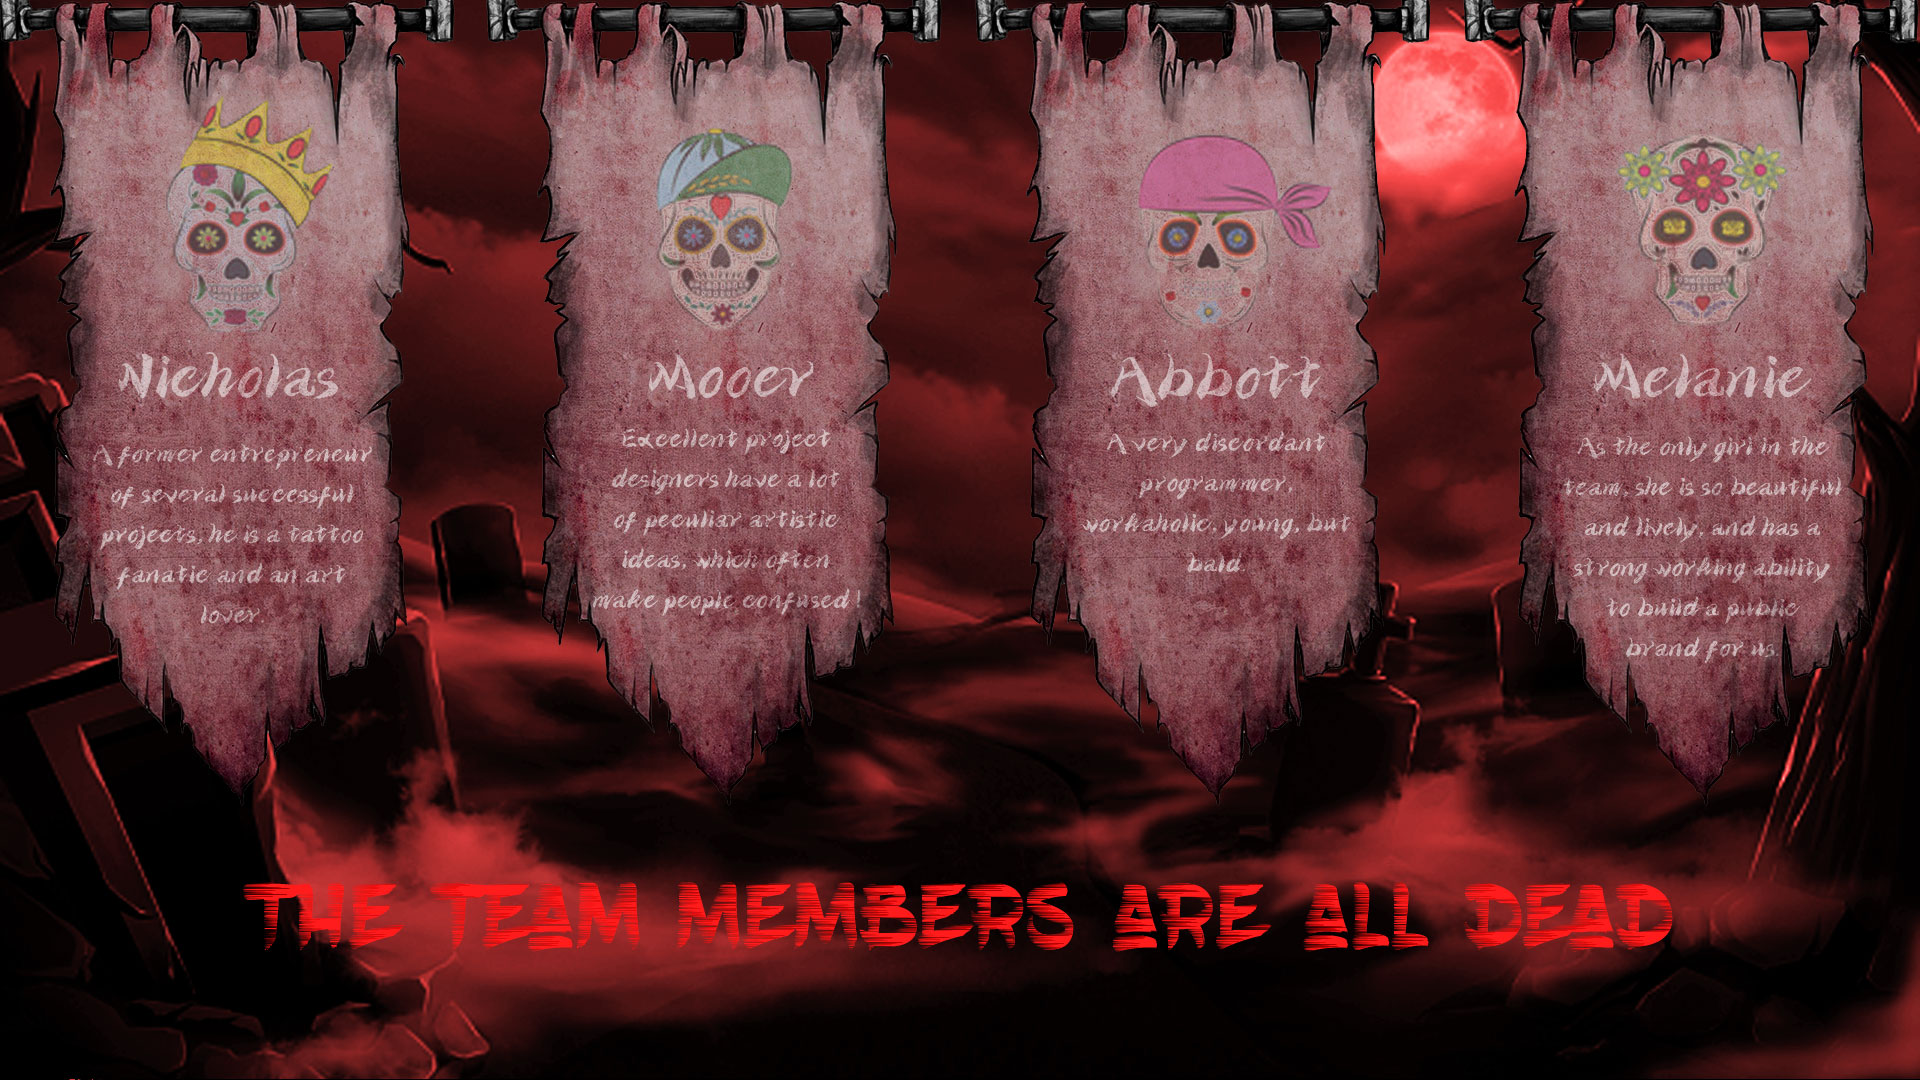 Nicholas
A former entrepreneur
of several successful
projects, he is a tattoo
fanatic and an art
lover.
Mooer
Excellent project
designers have a lot
of peculiar artistic
ideas, which often
make people confused!
Abbott
A very discordant
programmer,
workaholic, young, but
bald.
Melanie
As the only girl in the
team, she is so beautiful
and lively, and has a
strong working ability
to build a public
brand for us.
THE TEAM MEMBERS ARE ALL DEAD